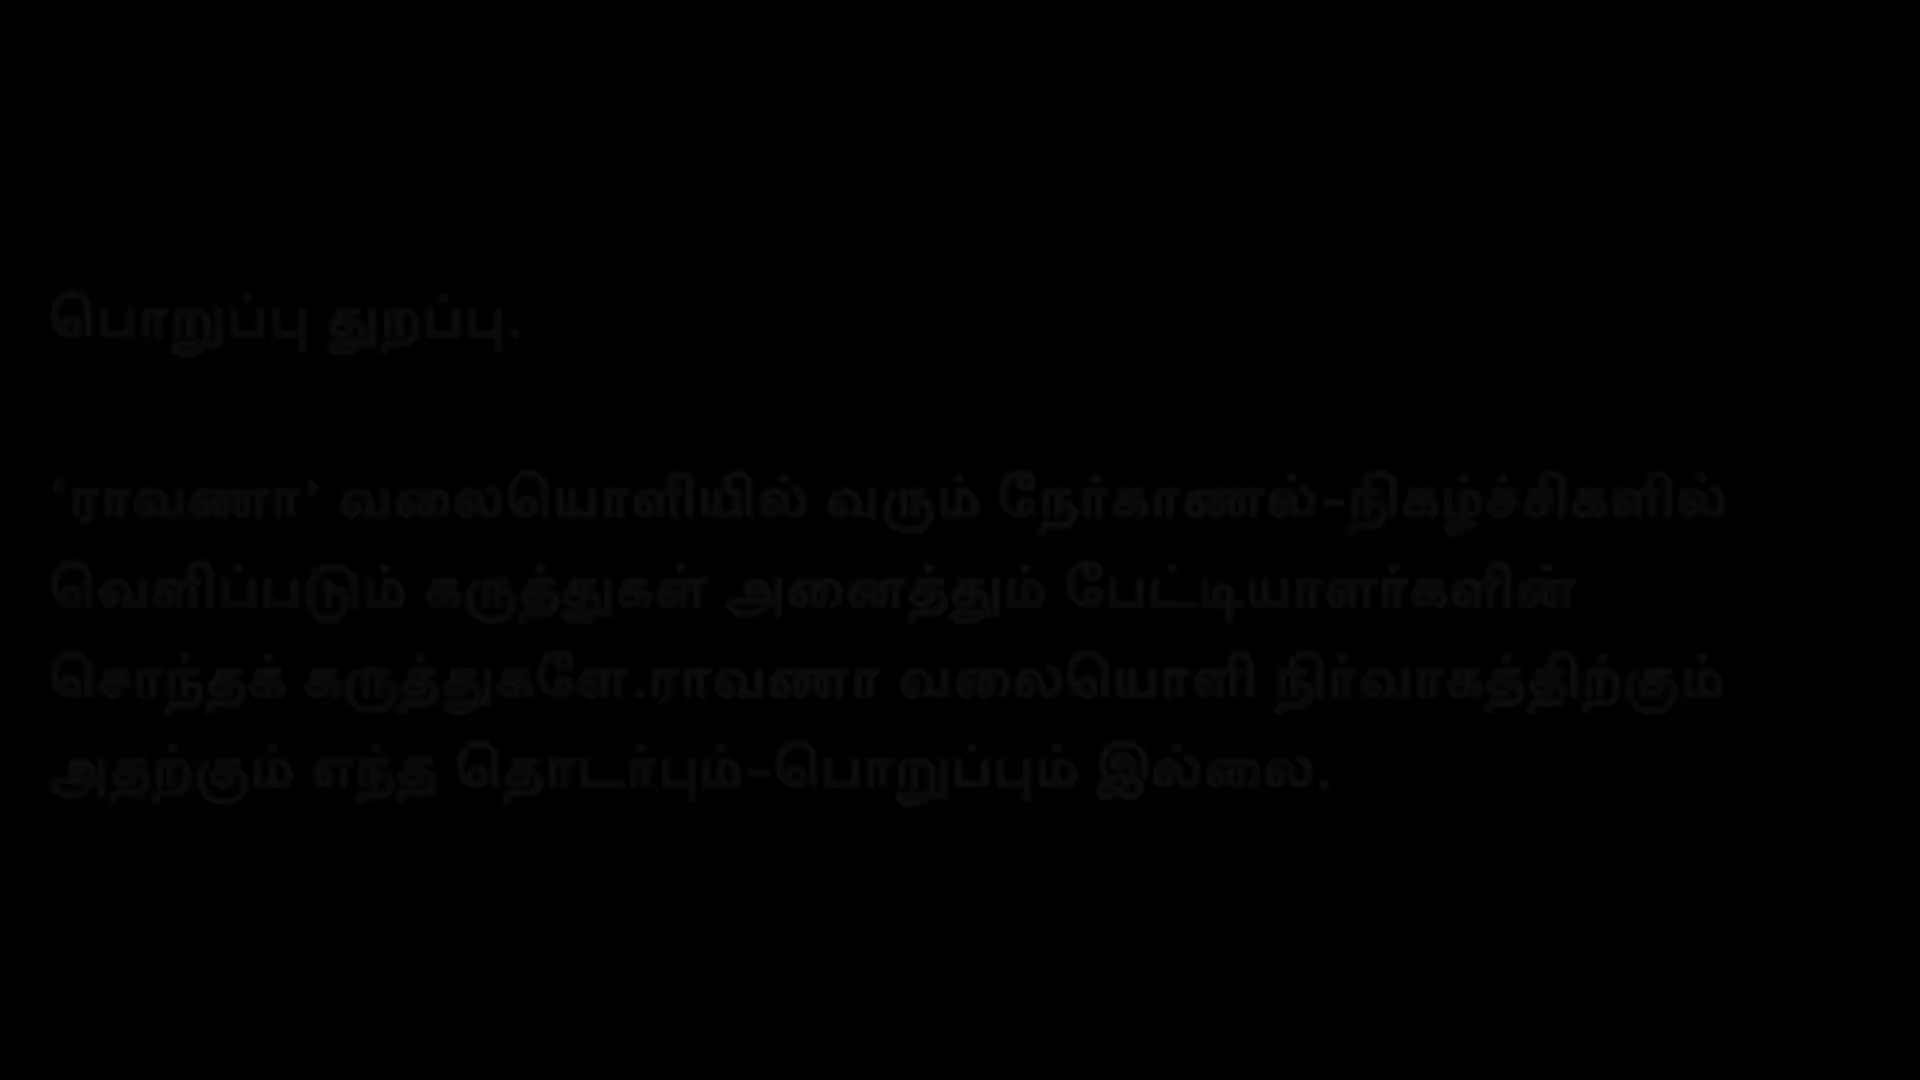 பொறுப்பு துறப்பு.
‘ராவணா’ வலையொளியில் வரும் நேர்காணல்-நிகழ்ச்சிகளில்
வெளிப்படும் கருத்துகள் அனைத்தும் பேட்டியாளர்களின்
சொந்தக் கருத்துகளே.ராவணா வலையொளி நிர்வாகத்திற்கும்
அதற்கும் எந்த தொடர்பும்-பொறுப்பும் இல்லை.